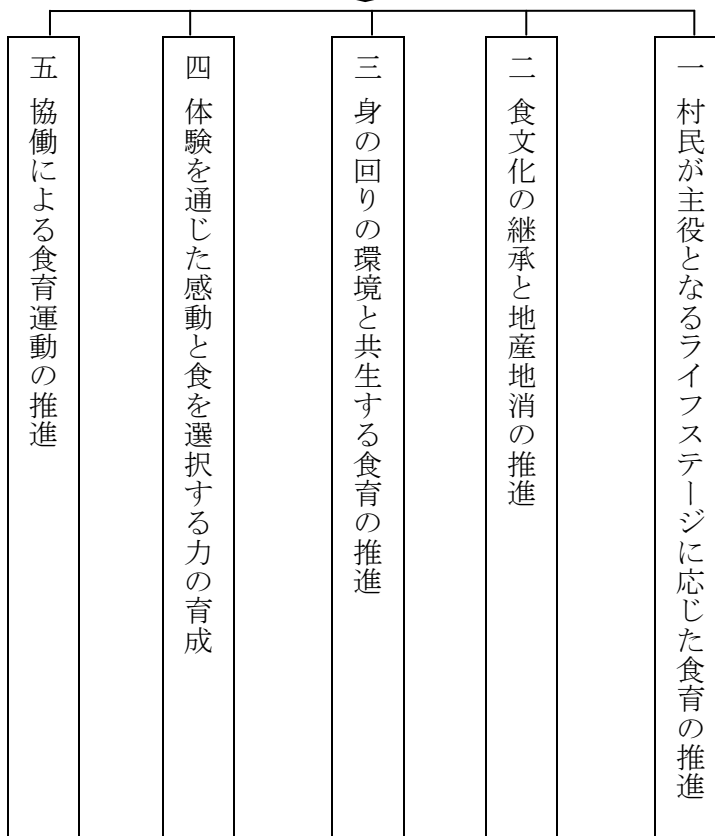 一 村民が主役となるライフステージに応じた食育の推進
二 食文化の継承と地産地消の推進
三 身の回りの環境と共生する食育の推進
四 体験を通じた感動と食を選択する力の育成
五 協働による食育運動の推進